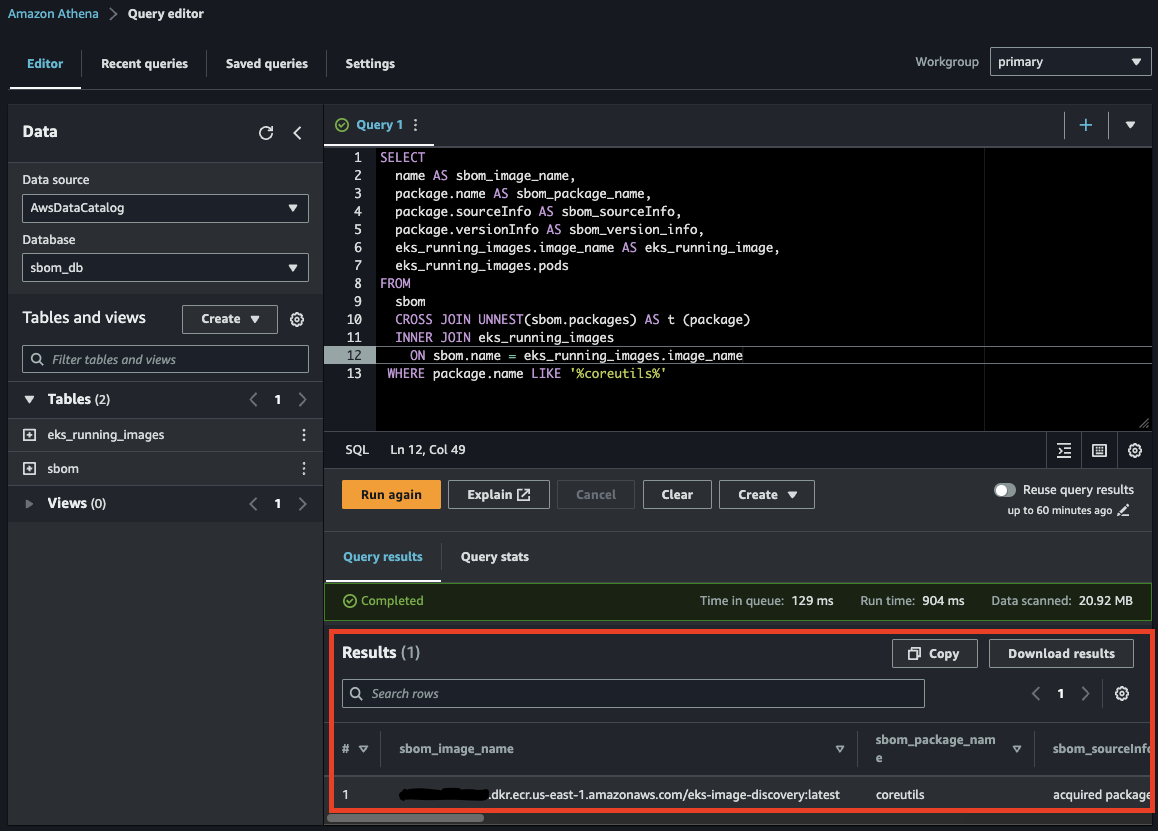 Amazon Athena > Query editor
Editor Recent queries Saved queries Settings Workgroup primary
Data
Data source
AwsDataCatalog
Database
sbom_db
Tables and views Create
Filter tables and views
Tables (2) 1
eks_running_images
sbom
Views (0) 1
Query 1
1 SELECT
2 name AS sbom_image_name,
3 package.name AS sbom_package_name,
4 package.sourceInfo AS sbom_sourceInfo,
5 package.versionInfo AS sbom_version_info,
6 eks_running_images.image_name AS eks_running_image,
7 eks_running_images.pods
8 FROM
9 sbom
10 CROSS JOIN UNNEST(sbom.packages) AS t (package)
11 INNER JOIN eks_running_images
12 ON sbom.name = eks_running_images.image_name
13 WHERE package.name LIKE '%coreutils%'
SQL Ln 12, Col 49
Run again Explain Cancel Clear Create Reuse query results
up to 60 minutes ago
Query results Query stats
Completed Time in queue: 129 ms Run time: 904 ms Data scanned: 20.92 MB
Results (1) Copy Download results
Search rows 1
# sbom_image_name sbom_package_nam
e sbom_sourceInfo
1 .dkr.ecr.us-east-1.amazonaws.com/eks-image-discovery:latest coreutils acquired package